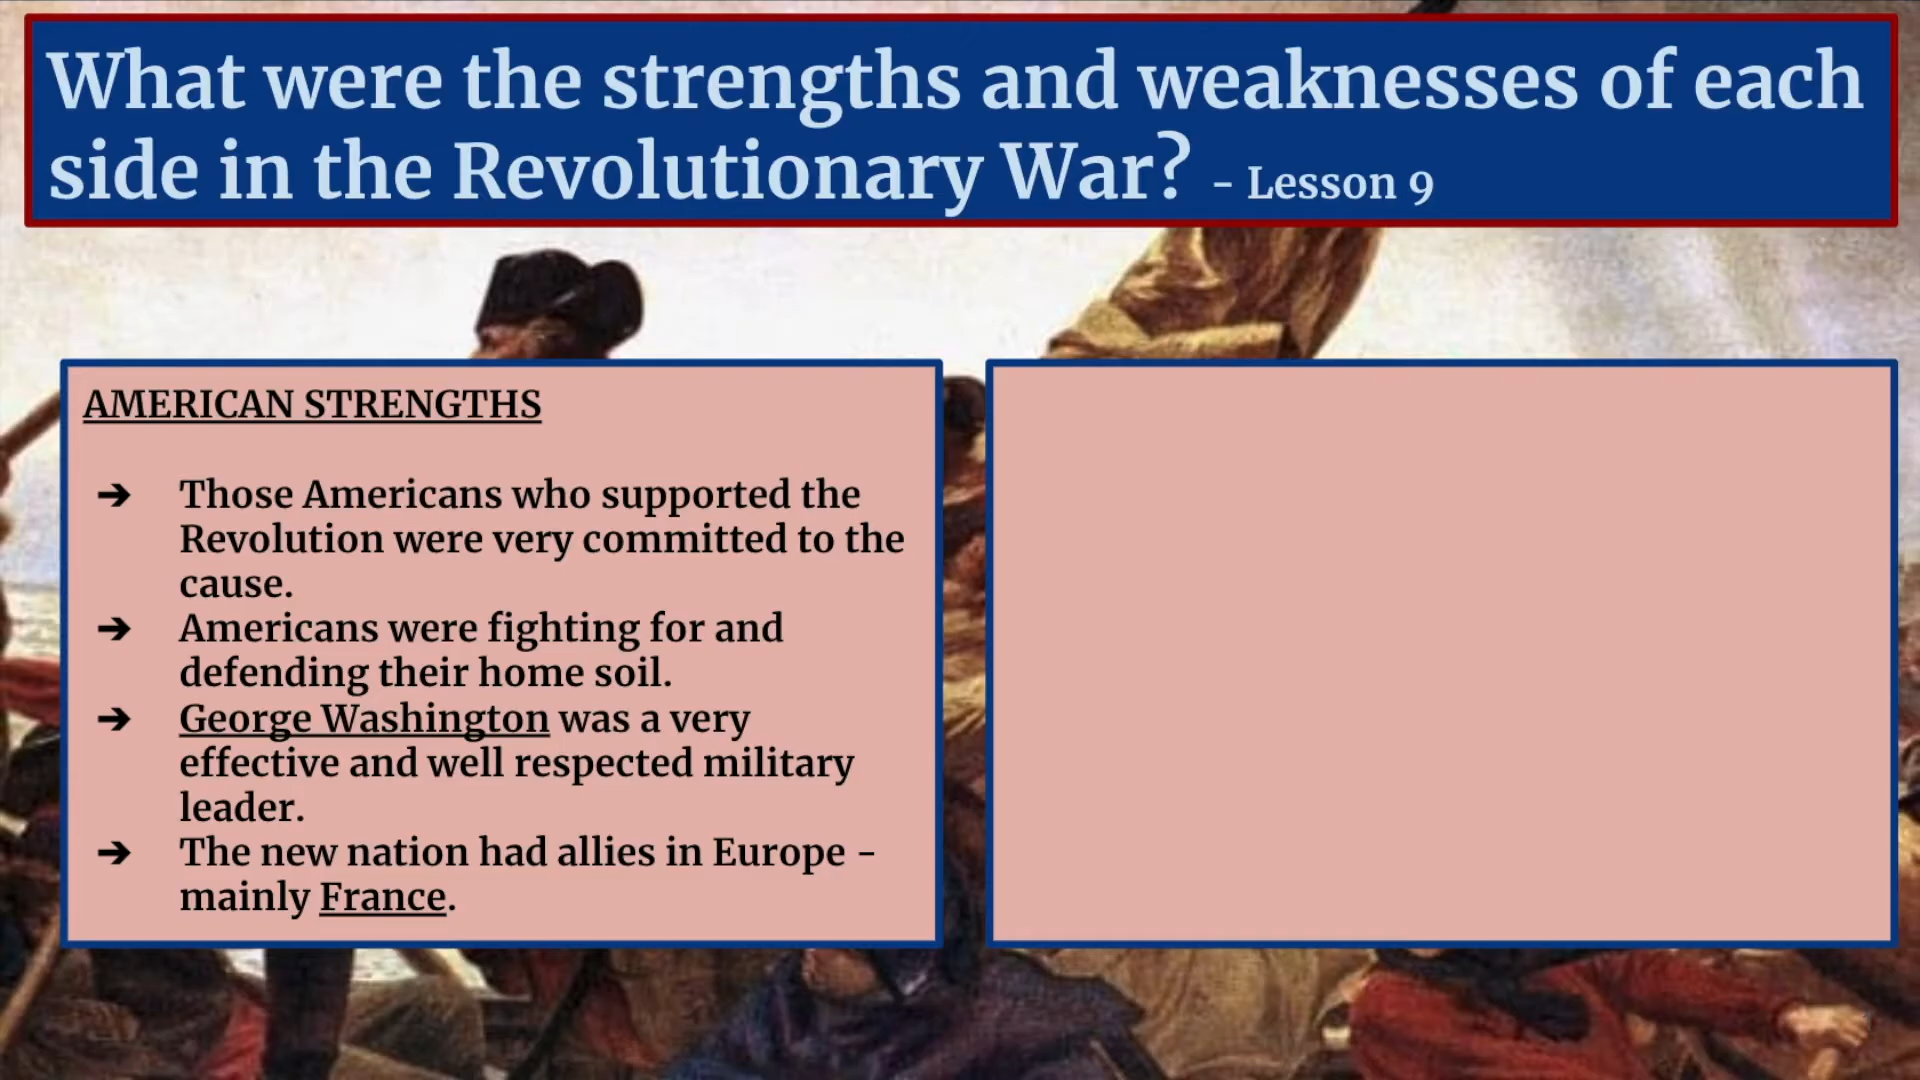 What were the strengths and weaknesses of each
side in the Revolutionary War? - Lesson 9
AMERICAN STRENGTHS
➔ Those Americans who supported the
Revolution were very committed to the
cause.
➔ Americans were fighting for and
defending their home soil.
➔ George Washington was a very
effective and well respected military
leader.
➔ The new nation had allies in Europe -
mainly France.